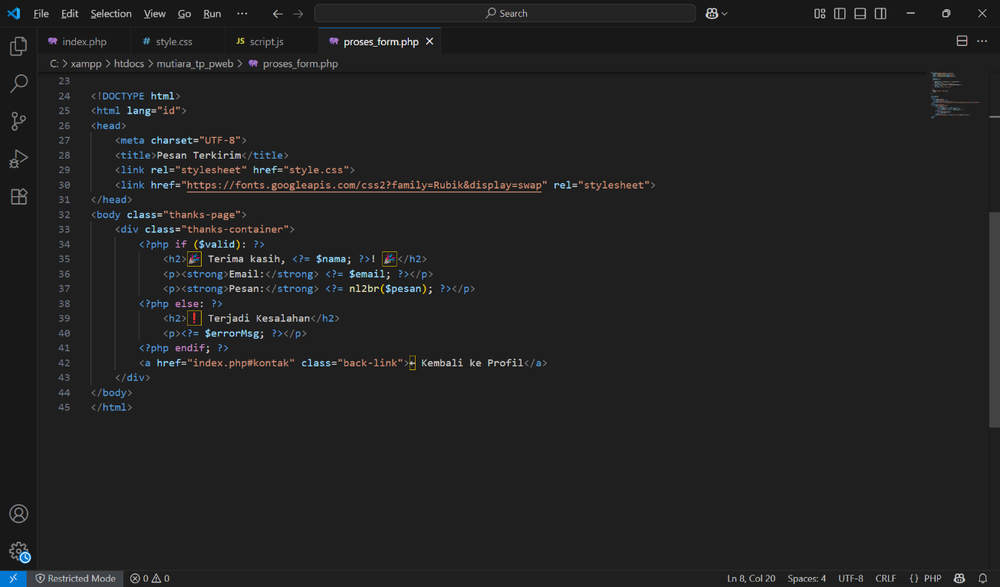 File Edit Selection View Go Run ··· Search
index.php # style.css JS script.js proses_form.php
C: > xampp > htdocs > mutiara_tp_pweb > proses_form.php
23
24 <!DOCTYPE html>
25 <html lang="id">
26 <head>
27 <meta charset="UTF-8">
28 <title>Pesan Terkirim</title>
29 <link rel="stylesheet" href="style.css">
30 <link href="https://fonts.googleapis.com/css2?family=Rubik&display=swap" rel="stylesheet">
31 </head>
32 <body class="thanks-page">
33 <div class="thanks-container">
34 <?php if ($valid): ?>
35 <h2>🎉 Terima kasih, <?= $nama; ?>! 🎉</h2>
36 <p><strong>Email:</strong> <?= $email; ?></p>
37 <p><strong>Pesan:</strong> <?= nl2br($pesan); ?></p>
38 <?php else: ?>
39 <h2>❗ Terjadi Kesalahan</h2>
40 <p><?= $errorMsg; ?></p>
41 <?php endif; ?>
42 <a href="index.php#kontak" class="back-link">← Kembali ke Profil</a>
43 </div>
44 </body>
45 </html>
Restricted Mode 0 0 Ln 8, Col 20 Spaces: 4 UTF-8 CRLF {} PHP